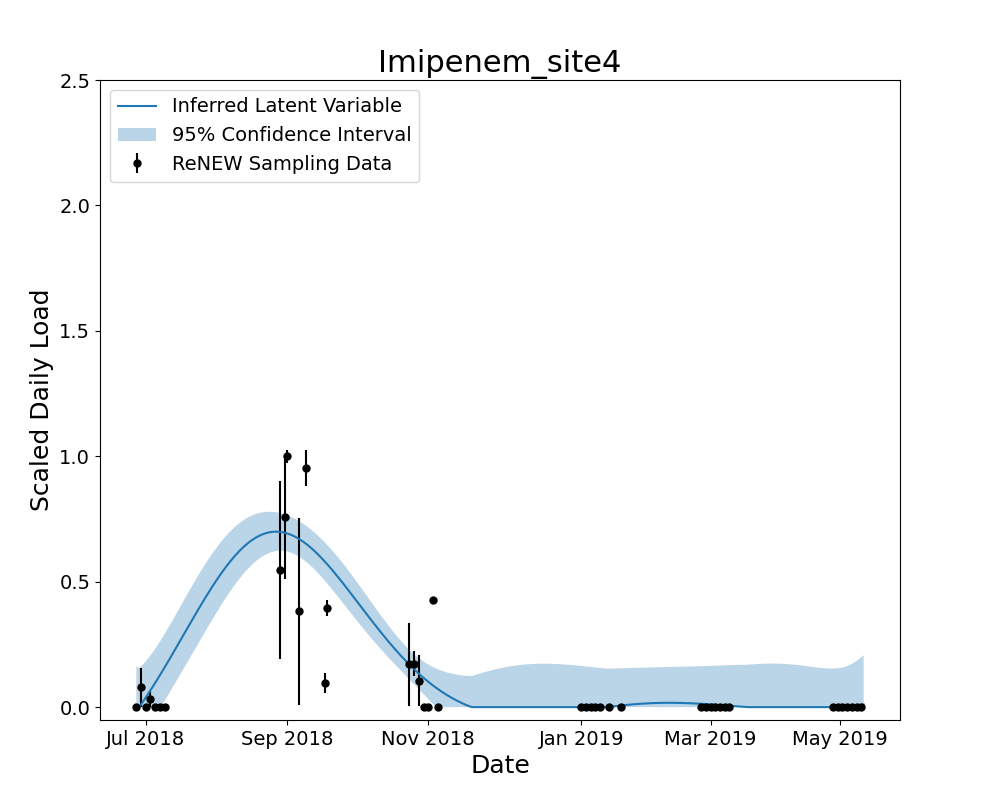 Imipenem_site4
2.5
2.0
1.5
1.0
0.5
0.0
Scaled Daily Load
Inferred Latent Variable
95% Confidence Interval
ReNEW Sampling Data
Jul 2018
Sep 2018
Nov 2018
Jan 2019
Mar 2019
May 2019
Date